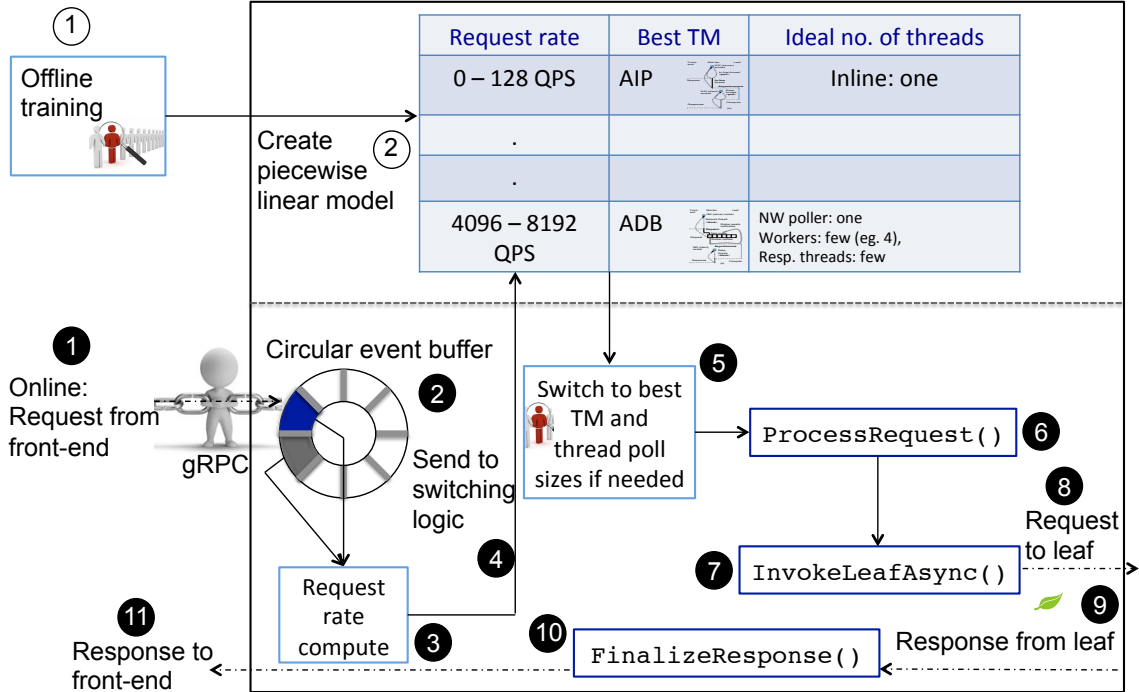 1
Offline
training
Create
piecewise
linear model
2
Request rate Best TM Ideal no. of threads
0 – 128 QPS AIP Inline: one
.
.
4096 – 8192
QPS
ADB
NW poller: one
Workers: few (eg. 4),
Resp. threads: few
1
Online:
Request from
front-end
gRPC
Circular event buffer
2
Send to
switching
logic
Request
rate
compute
3
4
5
Switch to best
TM and
thread poll
sizes if needed
ProcessRequest()
6
7
InvokeLeafAsync()
8
Request
to leaf
9
Response from leaf
10
FinalizeResponse()
11
Response to
front-end